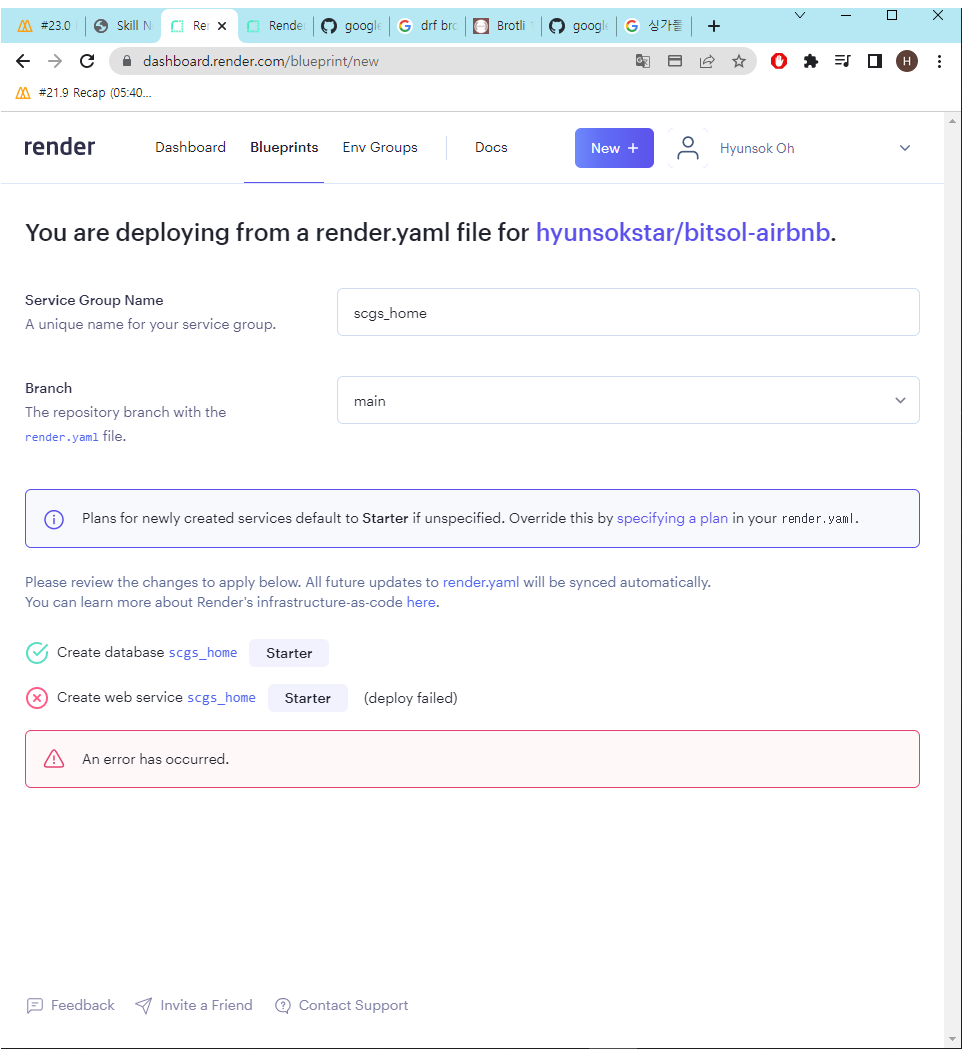 #23.0 Skill N Rei Render google drf bro Brotli google 싱가폴
dashboard.render.com/blueprint/new H
#21.9 Recap (05:40...
render Dashboard Blueprints Env Groups Docs New + Hyunsok Oh
You are deploying from a render.yaml file for hyunsokstar/bitsol-airbnb.
Service Group Name
A unique name for your service group.
scgs_home
Branch
The repository branch with the
render.yaml file.
main
Plans for newly created services default to Starter if unspecified. Override this by specifying a plan in your render.yaml.
Please review the changes to apply below. All future updates to render.yaml will be synced automatically.
You can learn more about Render's infrastructure-as-code here.
Create database scgs_home Starter
Create web service scgs_home Starter (deploy failed)
An error has occurred.
Feedback Invite a Friend Contact Support